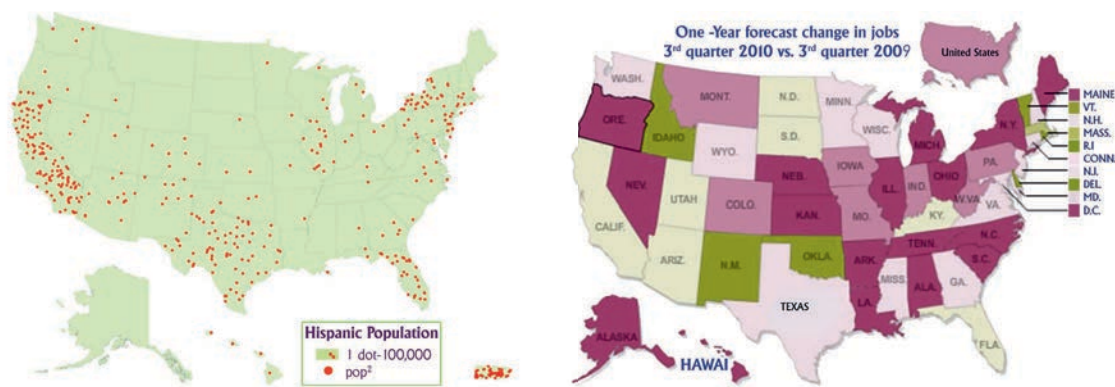 Hispanic Population
1 dot-100,000
pop²
One -Year forecast change in jobs
3rd quarter 2010 vs. 3rd quarter 2009
United States
WASH.
MONT.
N.D.
MINN.
ORE.
IDAHO
S.D.
WISC.
MICH
N.Y.
WYO.
IOWA
PA.
NEV.
NEB.
ILL.
IND.
OHIO
UTAH
COLO.
KAN.
MO.
W.VA
VA.
CALIF.
KY.
N.C.
TENN.
ARIZ.
N.M.
OKLA.
ARK.
S.C.
MISS.
ALA.
GA.
TEXAS
LA.
FLA
ALASKA
HAWAI
MAINE
VT.
N.H.
MASS.
R.I
CONN.
N.J.
DEL.
MD.
D.C.